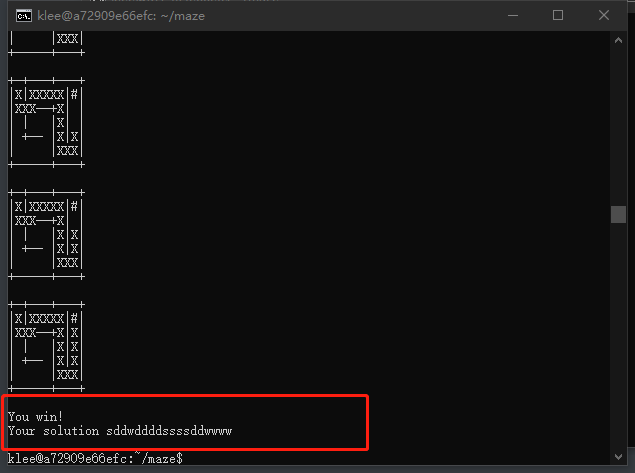 klee@a72909e66efc: ~/maze
|     |XXX|
+-----+---+
+-+---+---+
|X|XXXXX|#|
|XXX--+X| |
| |   |X| |
| +-- |X|X|
|     |XXX|
+-----+---+
+-+---+---+
|X|XXXXX|#|
|XXX--+X| |
| |   |X|X|
| +-- |X|X|
|     |XXX|
+-----+---+
+-+---+---+
|X|XXXXX|#|
|XXX--+X|X|
| |   |X|X|
| +-- |X|X|
|     |XXX|
+-----+---+
You win!
Your solution sddwddddssssddwwww
klee@a72909e66efc:~/maze$